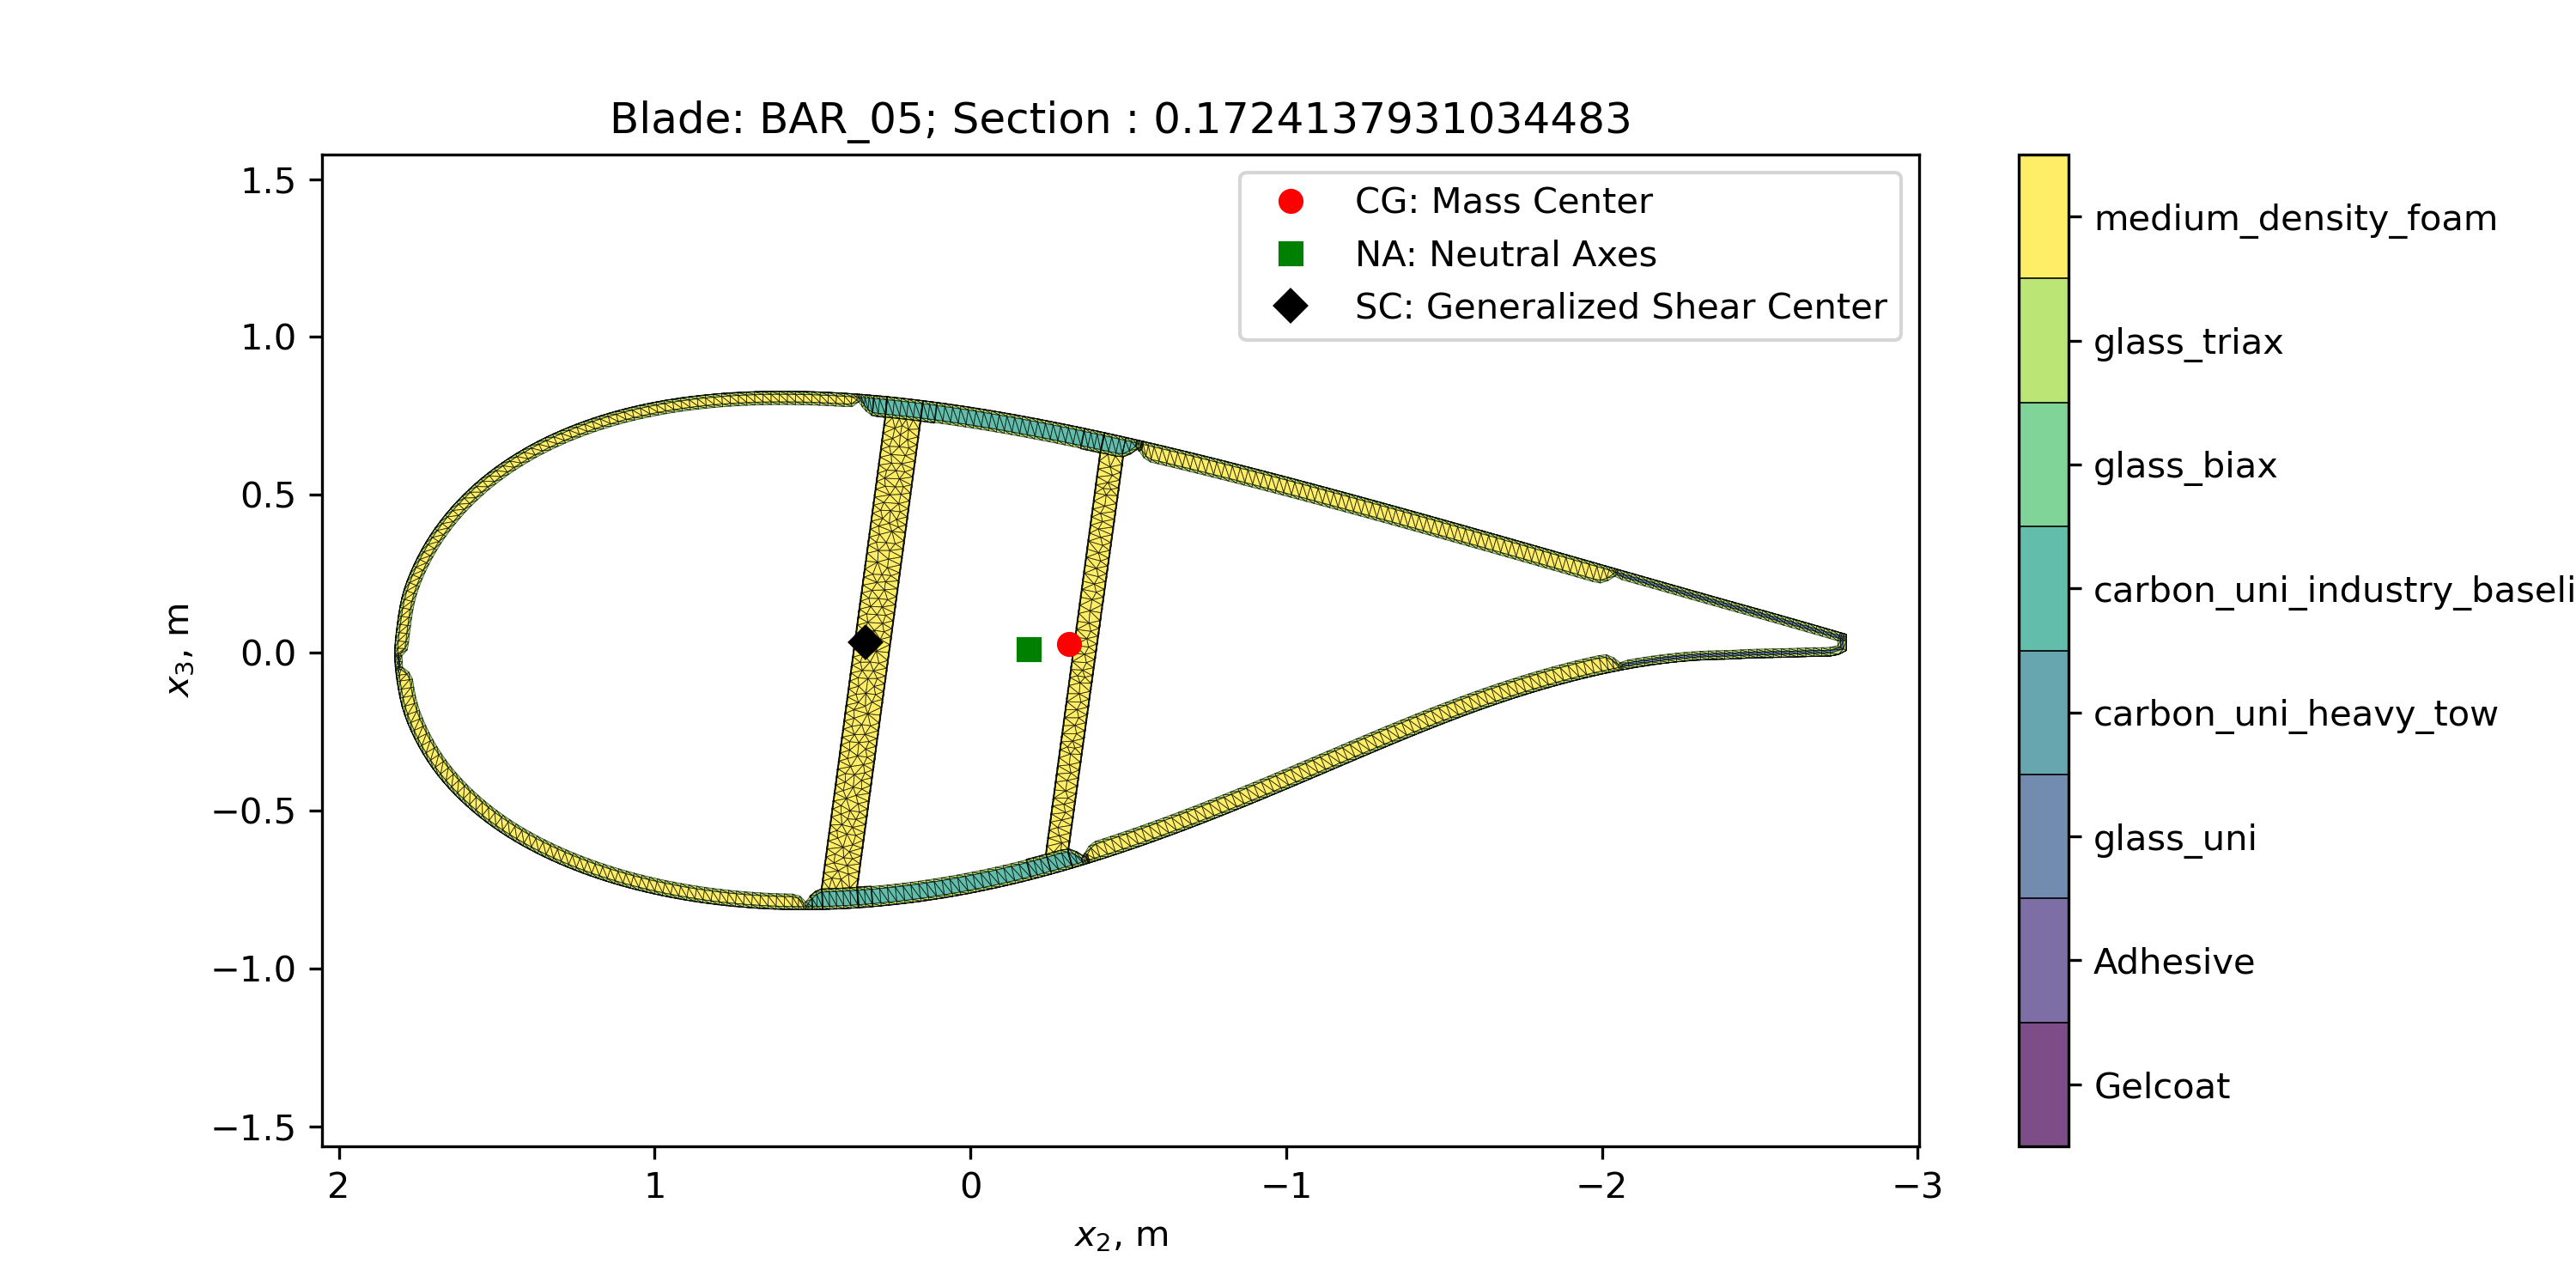 Blade: BAR_05; Section : 0.1724137931034483
CG: Mass Center
NA: Neutral Axes
SC: Generalized Shear Center
1.5
1.0
0.5
0.0
−0.5
−1.0
−1.5
x₃, m
2
1
0
−1
−2
−3
x₂, m
medium_density_foam
glass_triax
glass_biax
carbon_uni_industry_baseli
carbon_uni_heavy_tow
glass_uni
Adhesive
Gelcoat